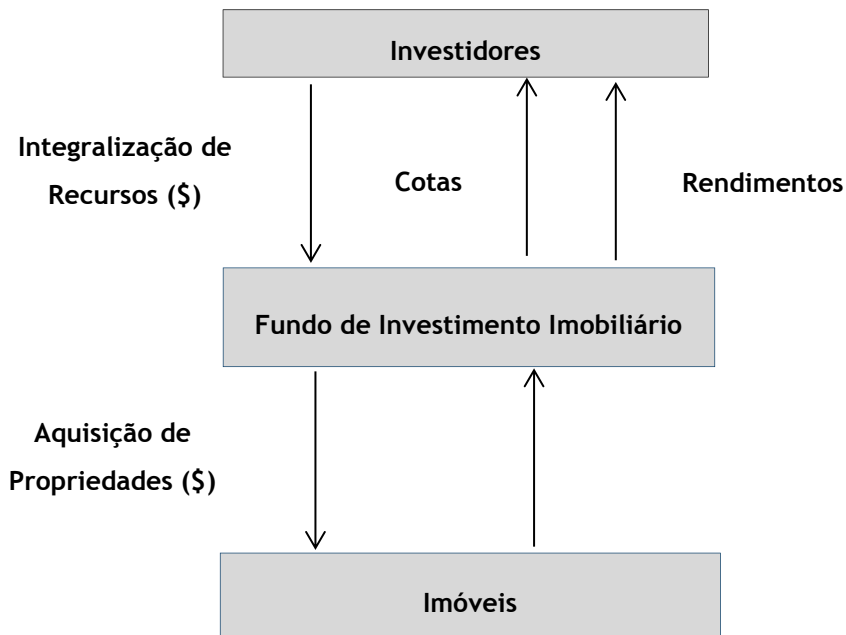 Investidores
Integralização de
Recursos ($)
Cotas
Rendimentos
Fundo de Investimento Imobiliário
Aquisição de
Propriedades ($)
Imóveis